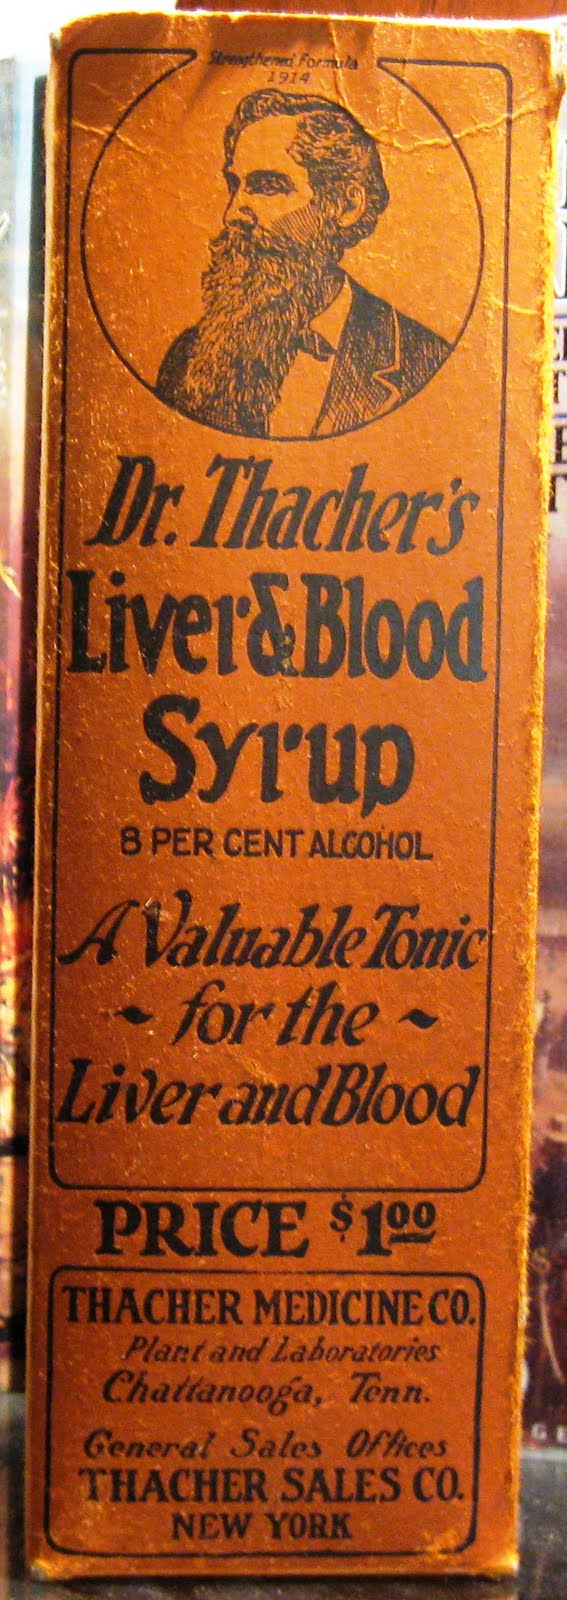 Strengthened Formula
1914
Dr. Thacher's
Liver & Blood
Syrup
8 PER CENT ALCOHOL
A Valuable Tonic
~ for the ~
Liver and Blood
PRICE $1.00
THACHER MEDICINE CO.
Plant and Laboratories
Chattanooga, Tenn.
General Sales Offices
THACHER SALES CO.
NEW YORK